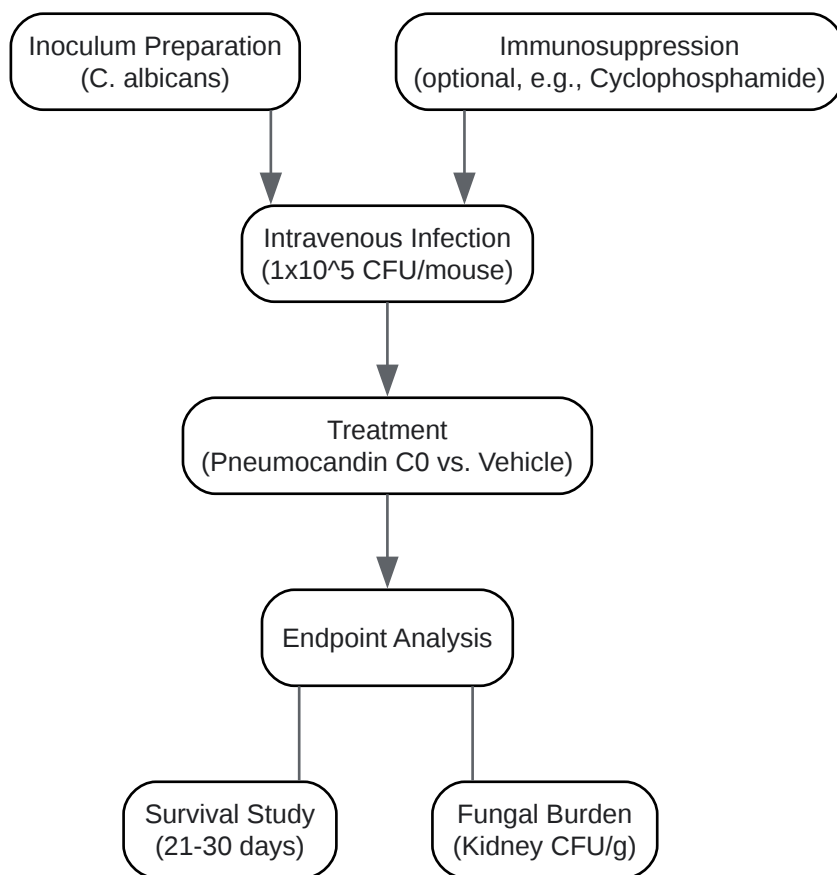 Inoculum Preparation
(C. albicans)
Immunosuppression
(optional, e.g., Cyclophosphamide)
Intravenous Infection
(1x10^5 CFU/mouse)
Treatment
(Pneumocandin C0 vs. Vehicle)
Endpoint Analysis
Survival Study
(21-30 days)
Fungal Burden
(Kidney CFU/g)